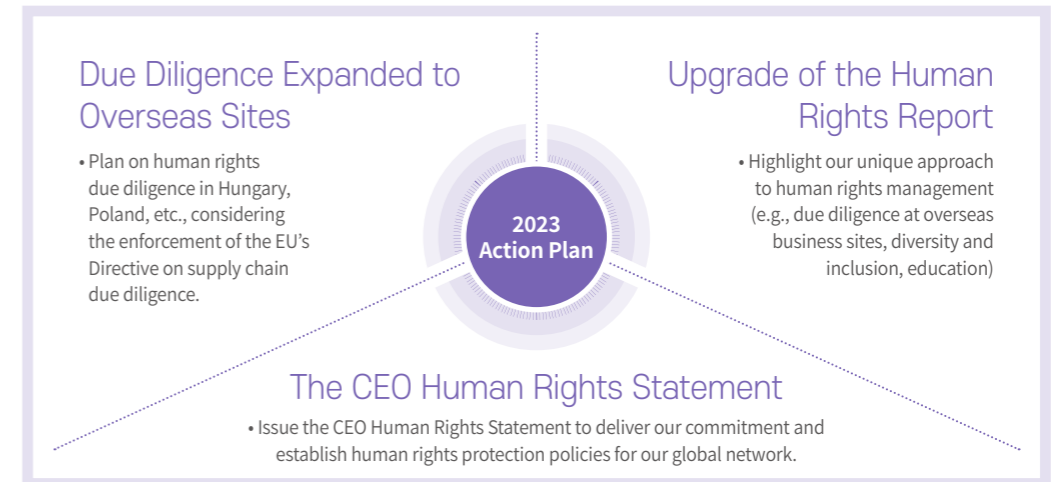 Due Diligence Expanded to
Overseas Sites
• Plan on human rights
due diligence in Hungary,
Poland, etc., considering
the enforcement of the EU's
Directive on supply chain
due diligence.
Upgrade of the Human
Rights Report
• Highlight our unique approach
to human rights management
(e.g., due diligence at overseas
business sites, diversity and
inclusion, education)
2023
Action Plan
The CEO Human Rights Statement
• Issue the CEO Human Rights Statement to deliver our commitment and
establish human rights protection policies for our global network.